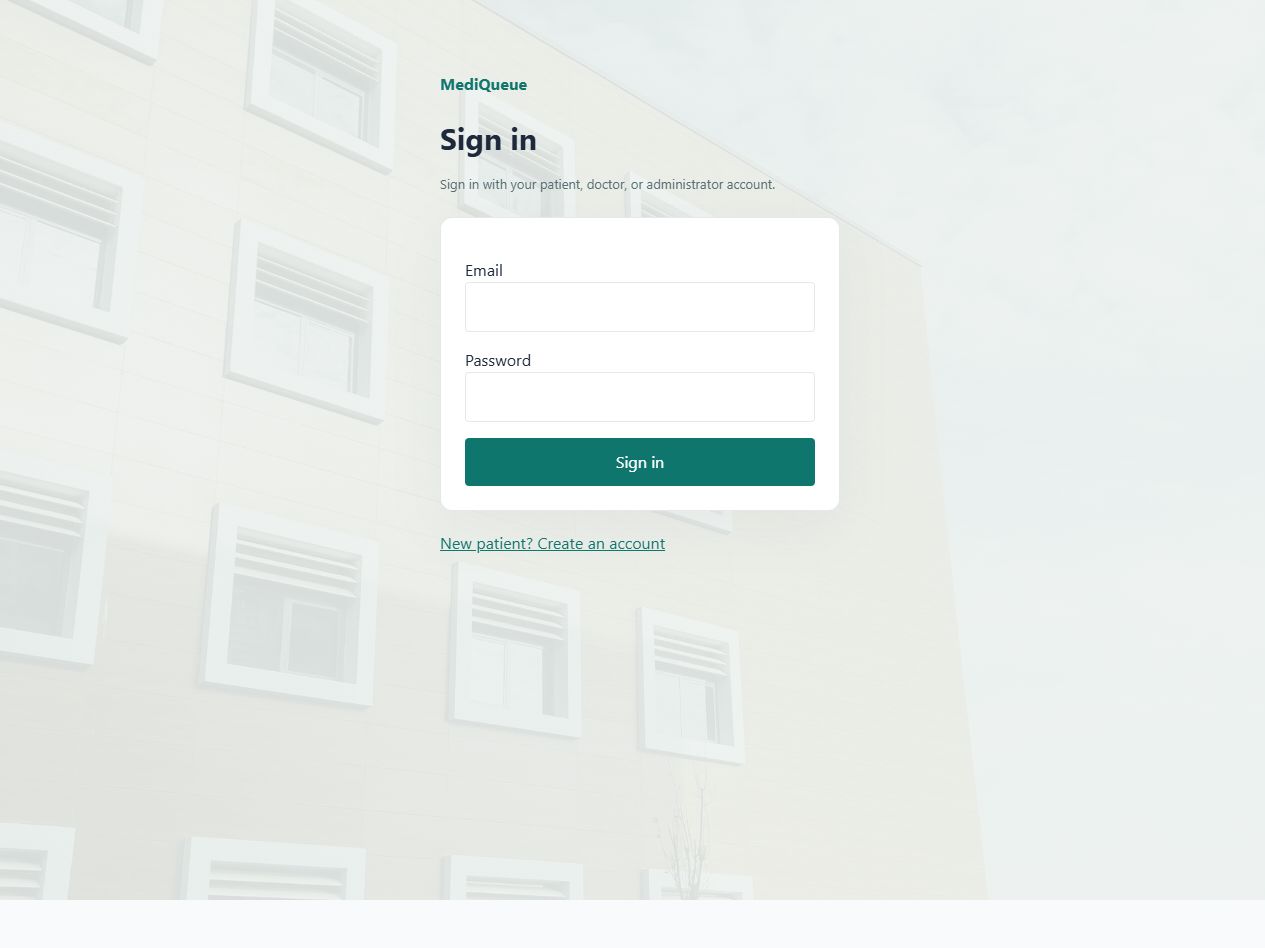 MediQueue
Sign in
Sign in with your patient, doctor, or administrator account.
Email
Password
Sign in
New patient? Create an account